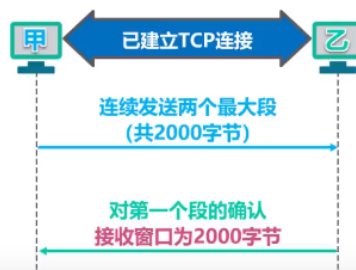 甲
已建立TCP连接
乙
连续发送两个最大段
(共2000字节)
对第一个段的确认
接收窗口为2000字节